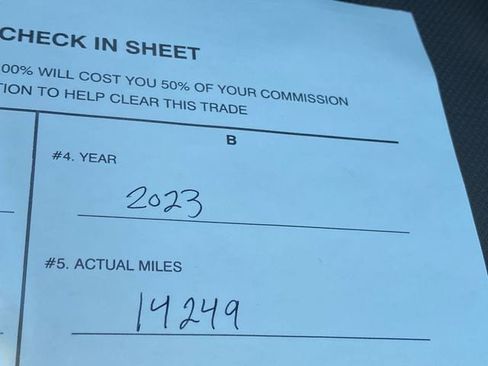 CHECK IN SHEET
00% WILL COST YOU 50% OF YOUR COMMISSION
TION TO HELP CLEAR THIS TRADE
B
#4. YEAR
2023
#5. ACTUAL MILES
14249